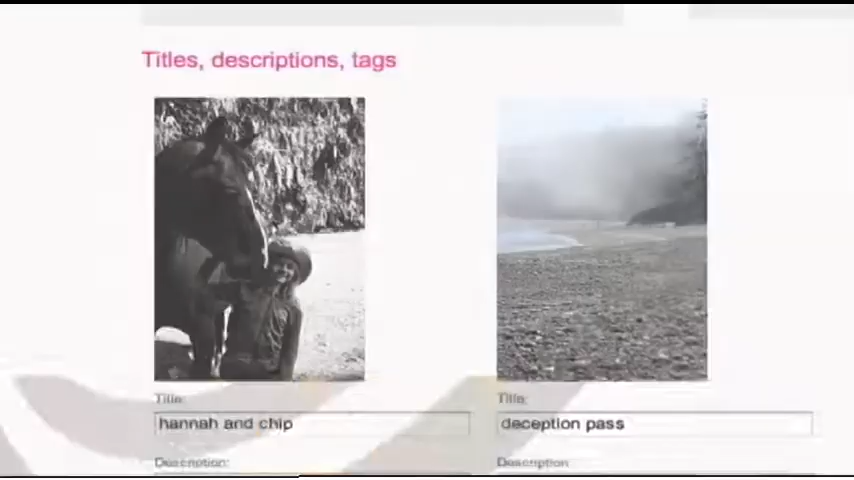 Titles, descriptions, tags
Title:
Title:
hannah and chip
deception pass
Description:
Description